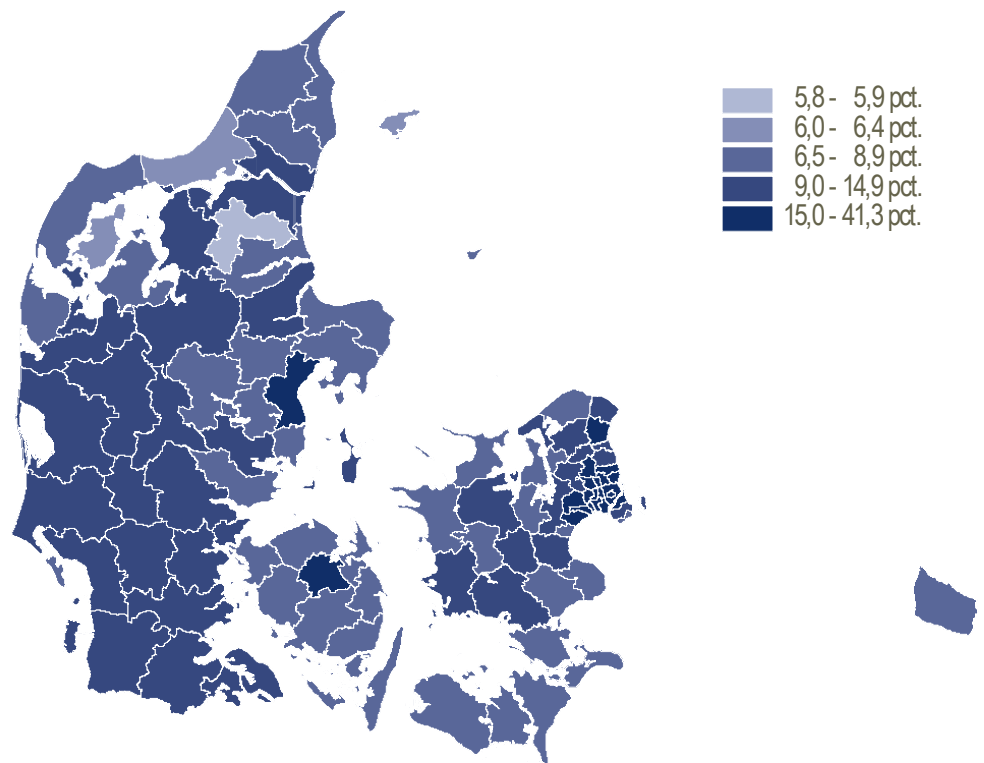 5,8 - 5,9 pct.
6,0 - 6,4 pct.
6,5 - 8,9 pct.
9,0 - 14,9 pct.
15,0 - 41,3 pct.